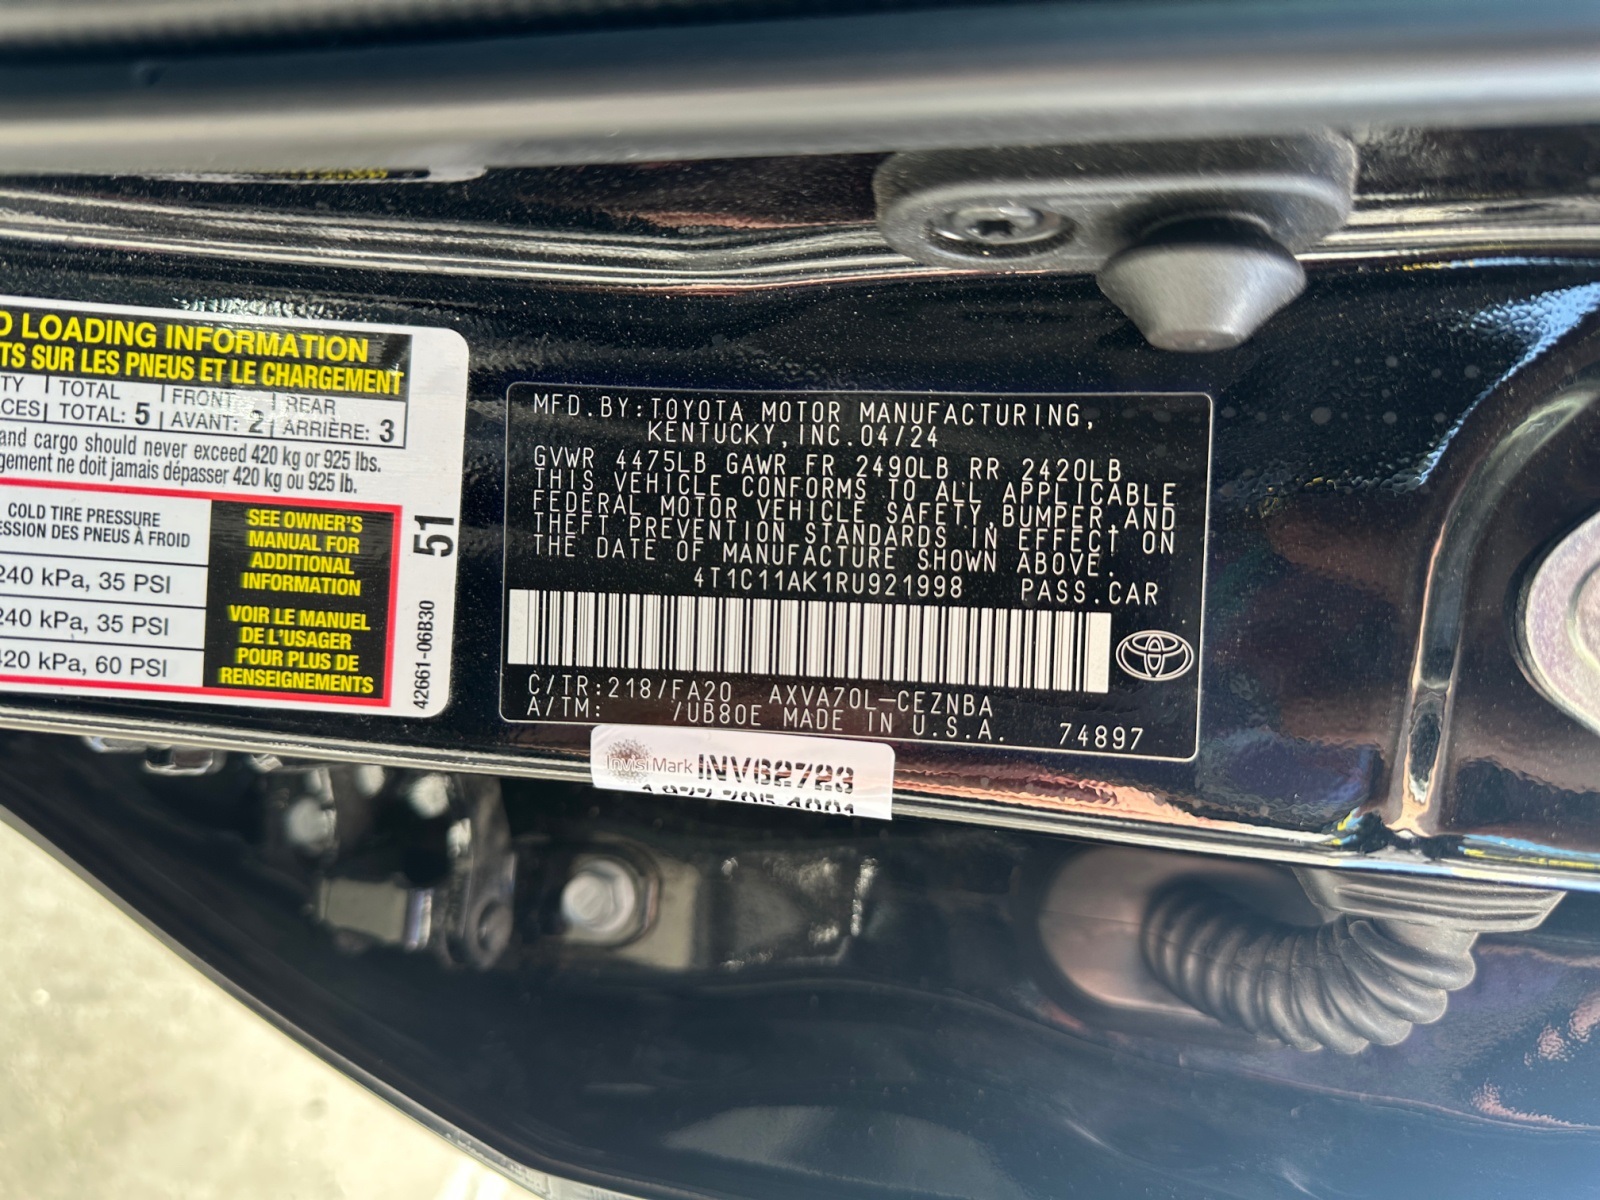 D LOADING INFORMATION
TS SUR LES PNEUS ET LE CHARGEMENT
TY TOTAL FRONT REAR
CES TOTAL: 5 AVANT: 2 ARRIÈRE: 3
and cargo should never exceed 420 kg or 925 lbs.
gement ne doit jamais dépasser 420 kg ou 925 lb.
COLD TIRE PRESSURE
ESSION DES PNEUS À FROID
240 kPa, 35 PSI
240 kPa, 35 PSI
420 kPa, 60 PSI
SEE OWNER'S
MANUAL FOR
ADDITIONAL
INFORMATION
VOIR LE MANUEL
DE L'USAGER
POUR PLUS DE
RENSEIGNEMENTS
51
42661-06B30
MFD.BY:TOYOTA MOTOR MANUFACTURING,
KENTUCKY,INC.04/24
GVWR 4475LB GAWR FR 2490LB RR 2420LB
THIS VEHICLE CONFORMS TO ALL APPLICABLE
FEDERAL MOTOR VEHICLE SAFETY,BUMPER,AND
THEFT PREVENTION STANDARDS IN EFFECT ON
THE DATE OF MANUFACTURE SHOWN ABOVE.
4T1C11AK1RU921998 PASS.CAR
C/TR:218/FA20 AXVA70L-CEZNBA
A/TM: /UB80E MADE IN U.S.A. 74897
InvisiMark INV62723